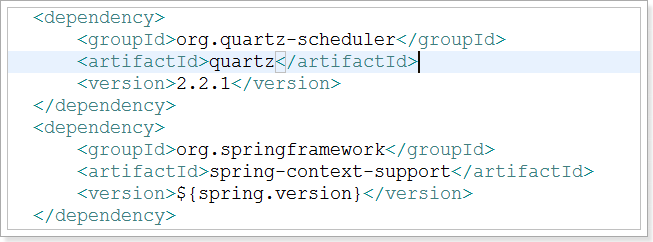 <dependency>
<groupId>org.quartz-scheduler</groupId>
<artifactId>quartz</artifactId>
<version>2.2.1</version>
</dependency>
<dependency>
<groupId>org.springframework</groupId>
<artifactId>spring-context-support</artifactId>
<version>${spring.version}</version>
</dependency>